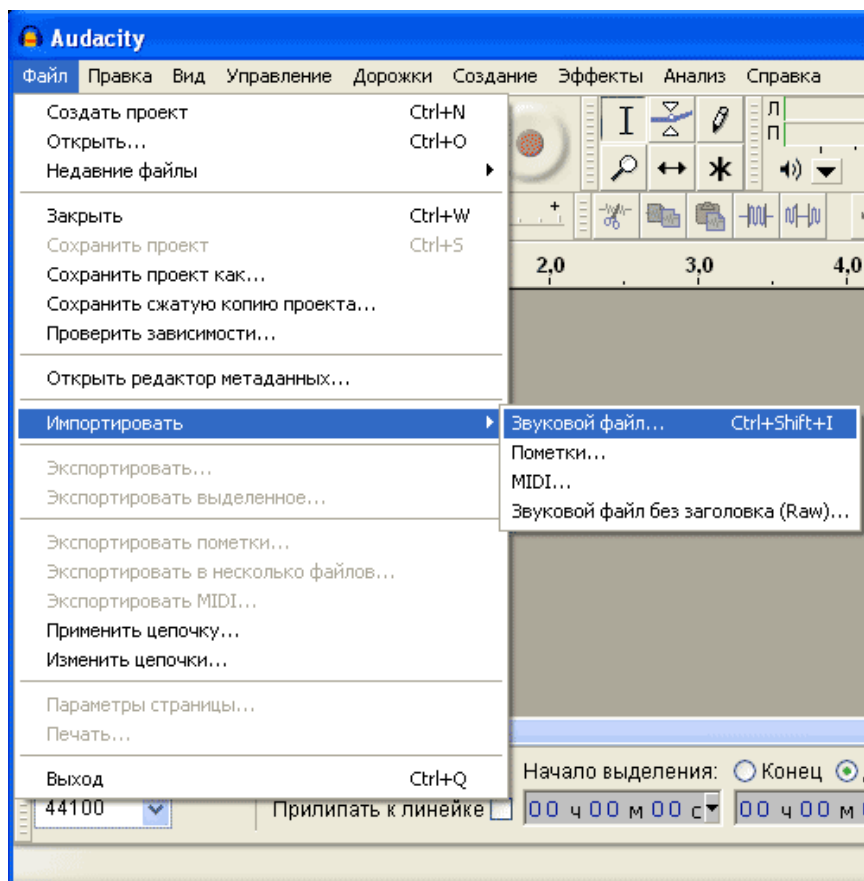 Audacity
Файл Правка Вид Управление Дорожки Создание Эффекты Анализ Справка
Создать проект Ctrl+N
Открыть... Ctrl+O
Недавние файлы
Закрыть Ctrl+W
Сохранить проект Ctrl+S
Сохранить проект как...
Сохранить сжатую копию проекта...
Проверить зависимости...
Открыть редактор метаданных...
Импортировать
Звуковой файл... Ctrl+Shift+I
Пометки...
MIDI...
Звуковой файл без заголовка (Raw)...
Экспортировать...
Экспортировать выделенное...
Экспортировать пометки...
Экспортировать в несколько файлов...
Экспортировать MIDI...
Применить цепочку...
Изменить цепочки...
Параметры страницы...
Печать...
Выход Ctrl+Q
Л
П
2,0 3,0 4,0
Начало выделения: Конец
44100 Прилипать к линейке 00 ч 00 м 00 с 00 ч 00 м